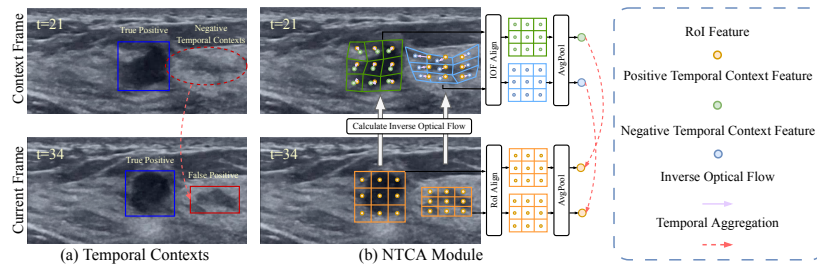 Context Frame
t=21
True Positive
Negative
Temporal Contexts
Current Frame
t=34
True Positive
False Positive
(a) Temporal Contexts
t=21
IOF Align
AvgPool
Calculate Inverse Optical Flow
t=34
RoI Align
AvgPool
(b) NTCA Module
RoI Feature
Positive Temporal Context Feature
Negative Temporal Context Feature
Inverse Optical Flow
Temporal Aggregation